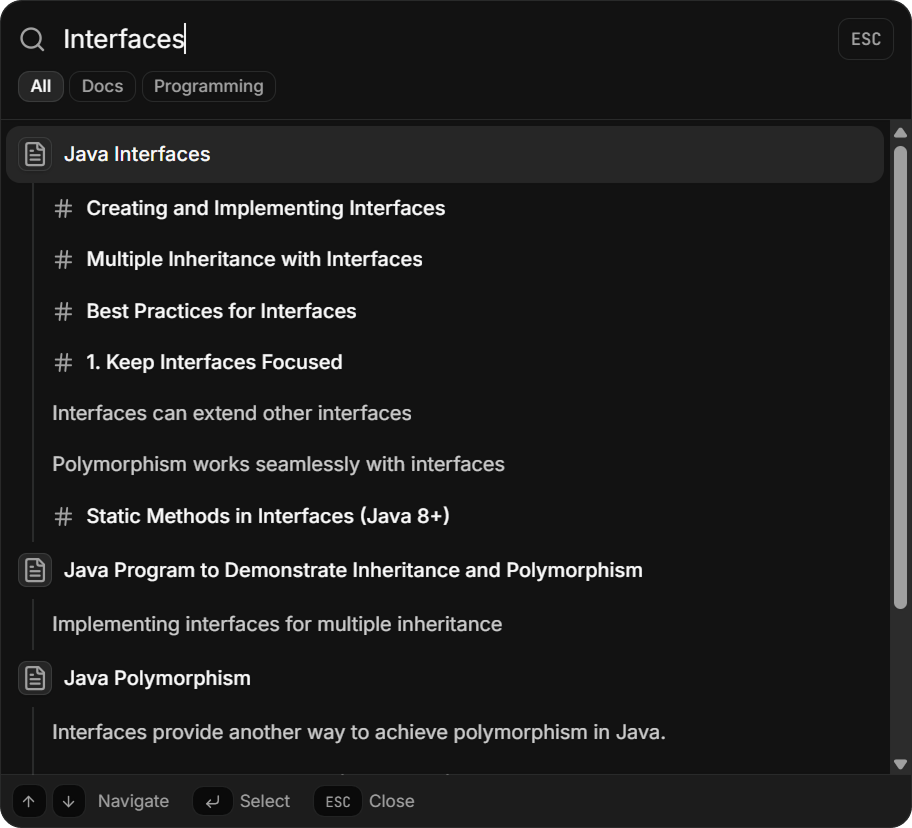 Interfaces
ESC
All Docs Programming
Java Interfaces
# Creating and Implementing Interfaces
# Multiple Inheritance with Interfaces
# Best Practices for Interfaces
# 1. Keep Interfaces Focused
Interfaces can extend other interfaces
Polymorphism works seamlessly with interfaces
# Static Methods in Interfaces (Java 8+)
Java Program to Demonstrate Inheritance and Polymorphism
Implementing interfaces for multiple inheritance
Java Polymorphism
Interfaces provide another way to achieve polymorphism in Java.
↑ ↓ Navigate ↵ Select ESC Close